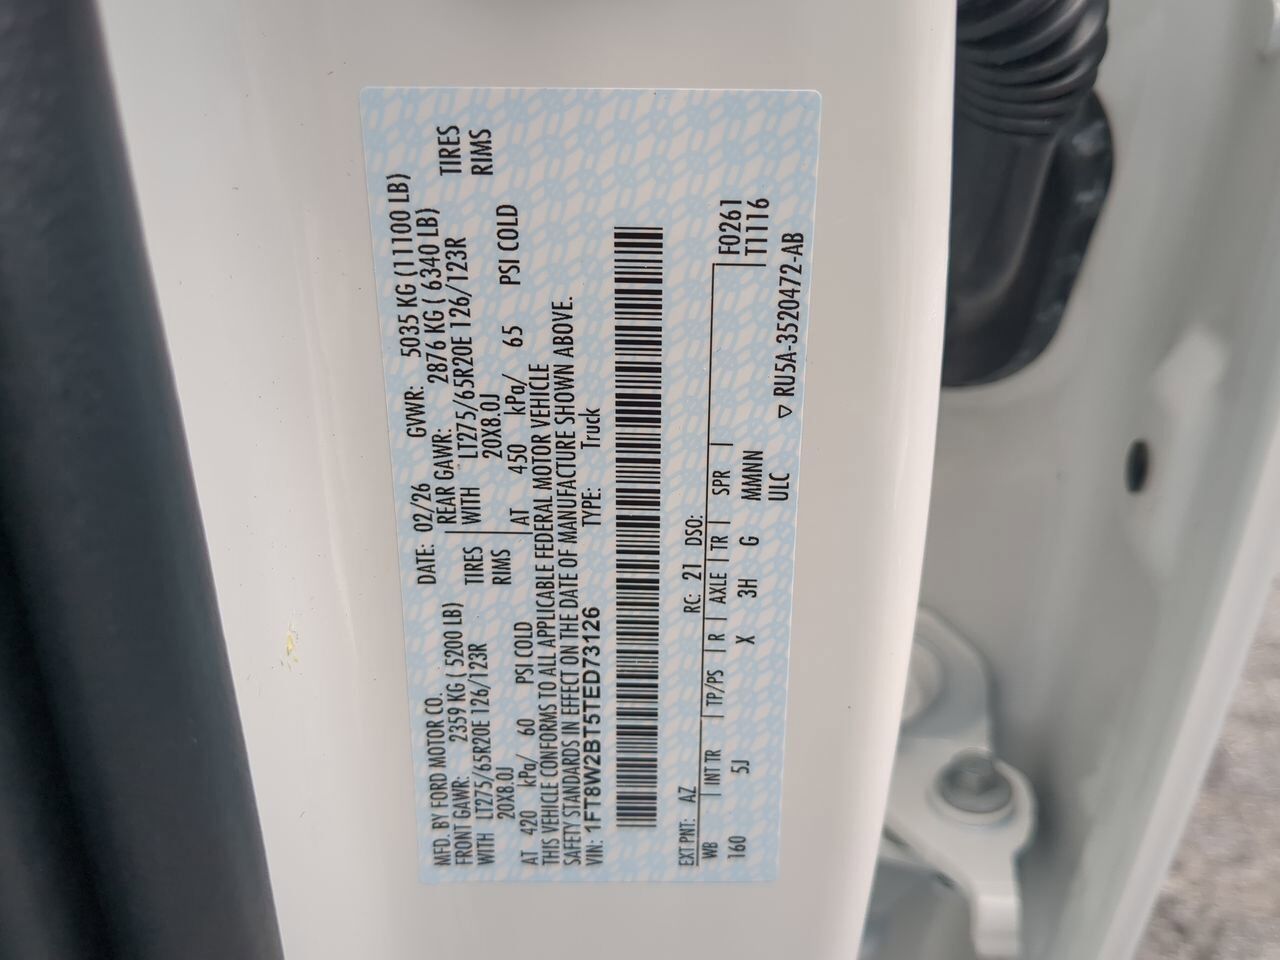 MFD. BY FORD MOTOR CO.
DATE: 02/26 GVWR: 5035 KG (11100 LB)
FRONT GAWR: 2359 KG ( 5200 LB) REAR GAWR: 2876 KG ( 6340 LB)
WITH LT275/65R20E 126/123R TIRES WITH LT275/65R20E 126/123R TIRES
20X8.0J RIMS 20X8.0J RIMS
AT 420 kPa/ 60 PSI COLD AT 450 kPa/ 65 PSI COLD
THIS VEHICLE CONFORMS TO ALL APPLICABLE FEDERAL MOTOR VEHICLE
SAFETY STANDARDS IN EFFECT ON THE DATE OF MANUFACTURE SHOWN ABOVE.
VIN: 1FT8W2BT5TED73126 TYPE: Truck
EXT PNT: AZ RC: 21 DSO:
WB INT TR TP/PS R AXLE TR SPR F0261
160 5J X 3H G MMNN T1116
ULC
▽ RU5A-3520472-AB